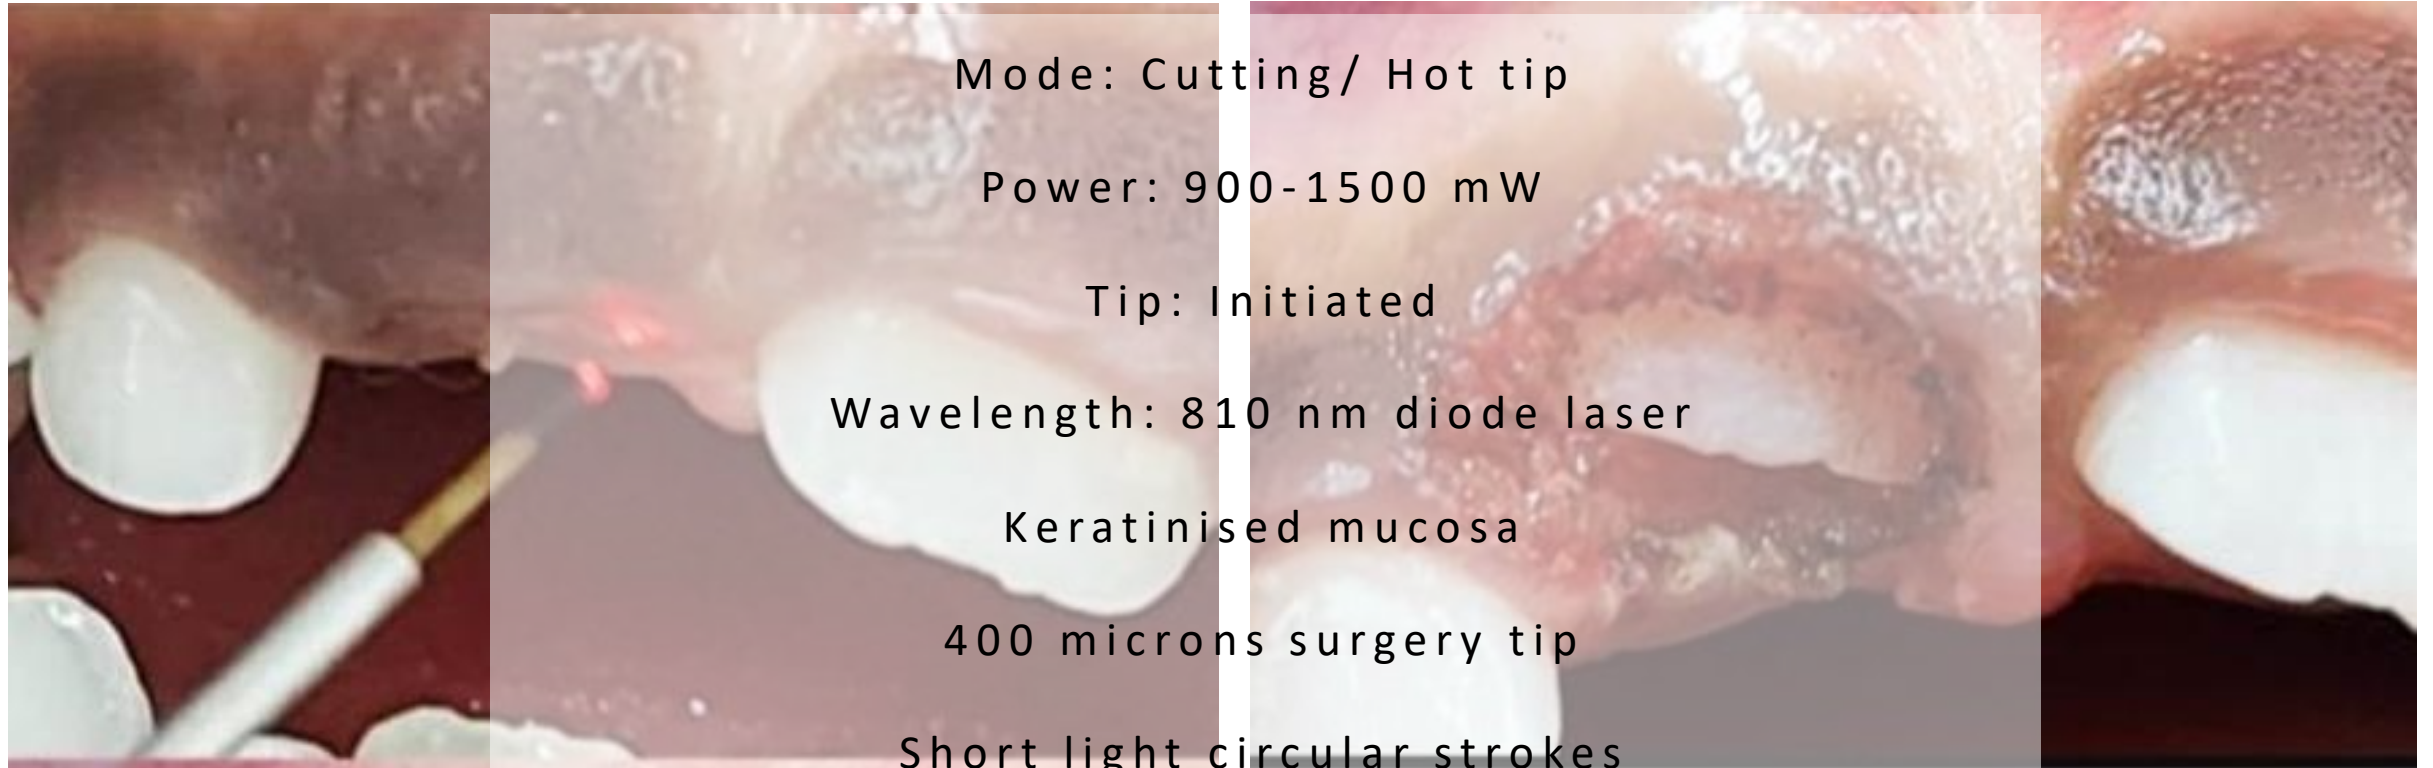 Mode: Cutting/ Hot tip
Power: 900-1500 mW
Tip: Initiated
Wavelength: 810 nm diode laser
Keratinised mucosa
400 microns surgery tip
Short light circular strokes